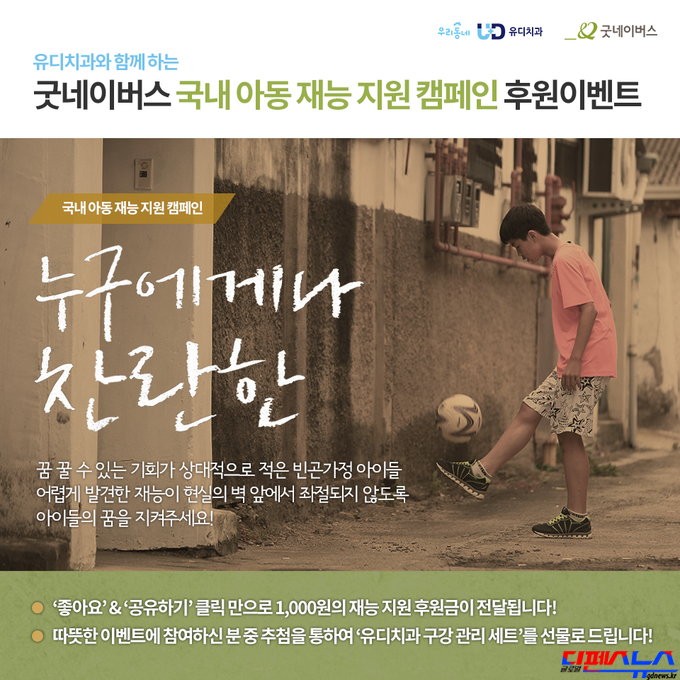 우리동네 UD 유디치과 굿네이버스
유디치과와 함께 하는
굿네이버스 국내 아동 재능 지원 캠페인 후원이벤트
국내 아동 재능 지원 캠페인
누구에게나
찬란한
꿈 꿀 수 있는 기회가 상대적으로 적은 빈곤가정 아이들
어렵게 발견한 재능이 현실의 벽 앞에서 좌절되지 않도록
아이들의 꿈을 지켜주세요!
‘좋아요’ & ‘공유하기’ 클릭 만으로 1,000원의 재능 지원 후원금이 전달됩니다!
따뜻한 이벤트에 참여하신 분 중 추첨을 통하여 ‘유디치과 구강 관리 세트’를 선물로 드립니다!
글로벌 디펜스뉴스
gdnews.kr